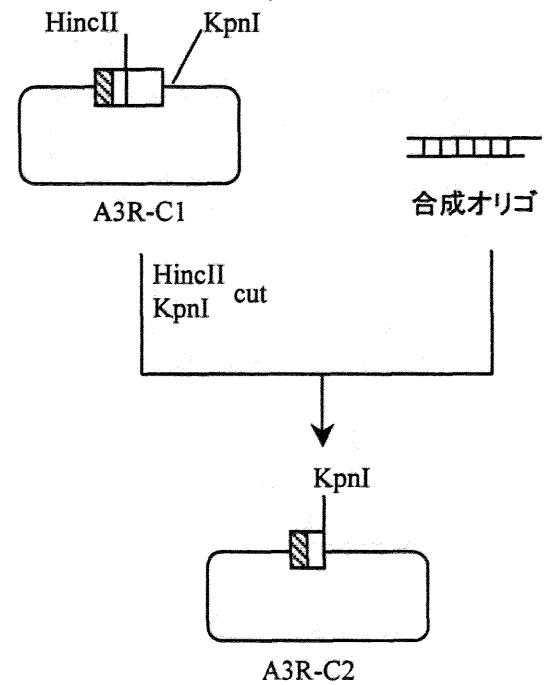 HincII KpnI
A3R-C1
合成オリゴ
HincII
KpnI cut
KpnI
A3R-C2